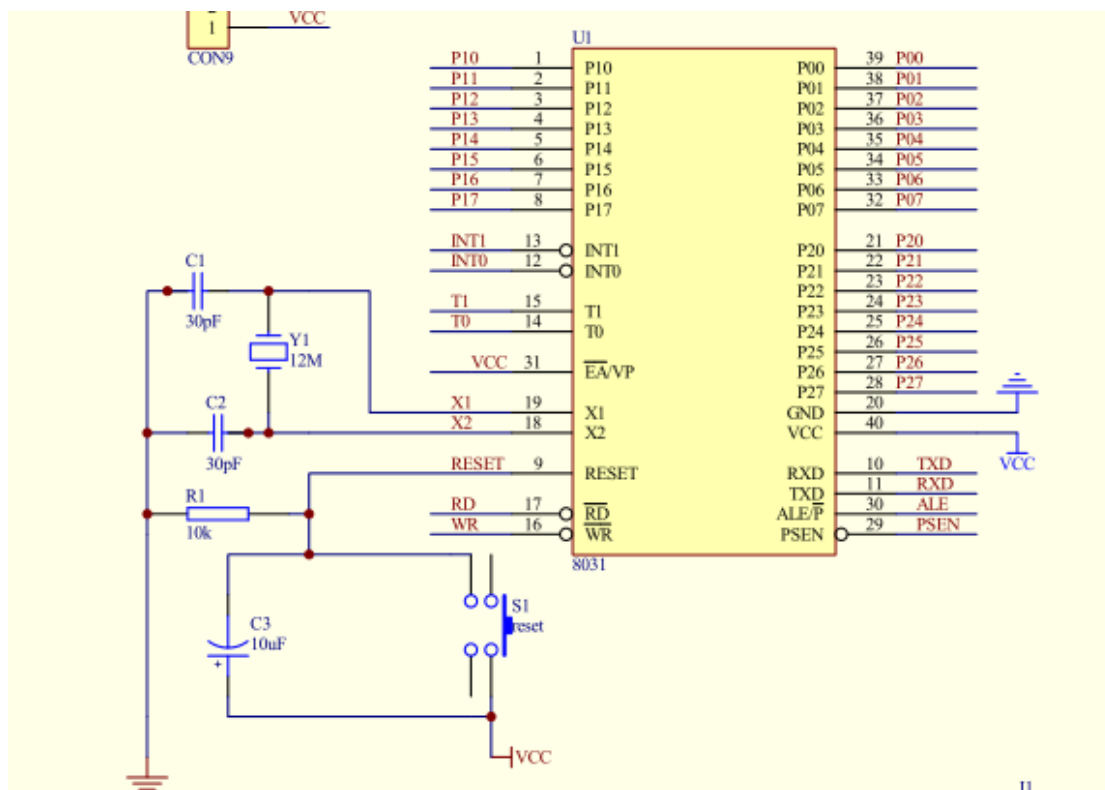 VCC
1
CON9
U1
P10 1 P10 P00 39 P00
P11 2 P11 P01 38 P01
P12 3 P12 P02 37 P02
P13 4 P13 P03 36 P03
P14 5 P14 P04 35 P04
P15 6 P15 P05 34 P05
P16 7 P16 P06 33 P06
P17 8 P17 P07 32 P07
INT1 13 INT1 P20 21 P20
INT0 12 INT0 P21 22 P21
P22 23 P22
T1 15 T1 P23 24 P23
T0 14 T0 P24 25 P24
P25 26 P25
VCC 31 EA/VP P26 27 P26
P27 28 P27
X1 19 X1 GND 20
X2 18 X2 VCC 40
VCC
RESET 9 RESET RXD 10 TXD
TXD 11 RXD
RD 17 RD ALE/P 30 ALE
WR 16 WR PSEN 29 PSEN
8031
C1
30pF
Y1
12M
C2
30pF
R1
10k
C3
10uF
+
S1
reset
VCC